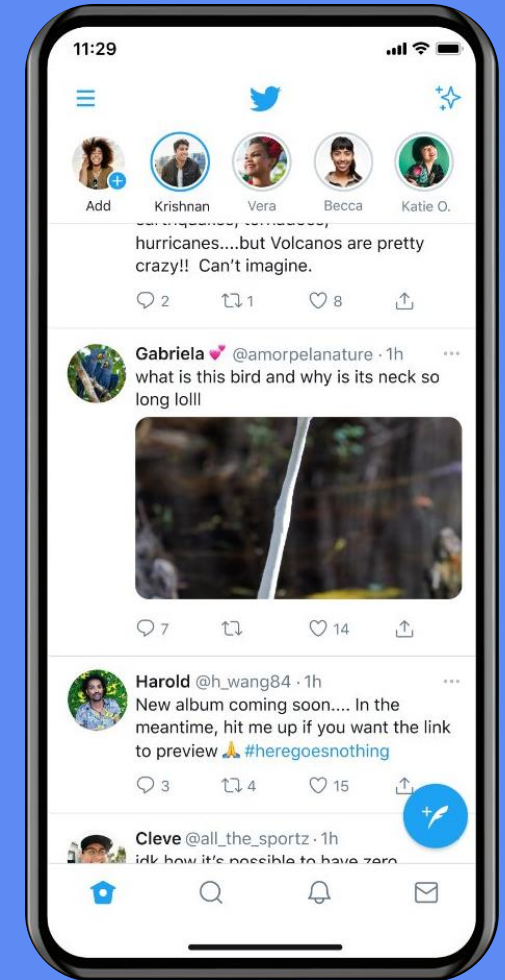 11:29
Add
Krishnan
Vera
Becca
Katie O.
hurricanes....but Volcanos are pretty
crazy!! Can't imagine.
2 1 8
Gabriela 💕 @amorpelanature · 1h
what is this bird and why is its neck so
long lolll
7 14
Harold @h_wang84 · 1h
New album coming soon.... In the
meantime, hit me up if you want the link
to preview 🙏 #heregoesnothing
3 4 15
Cleve @all_the_sportz · 1h
idk how it's possible to have zero